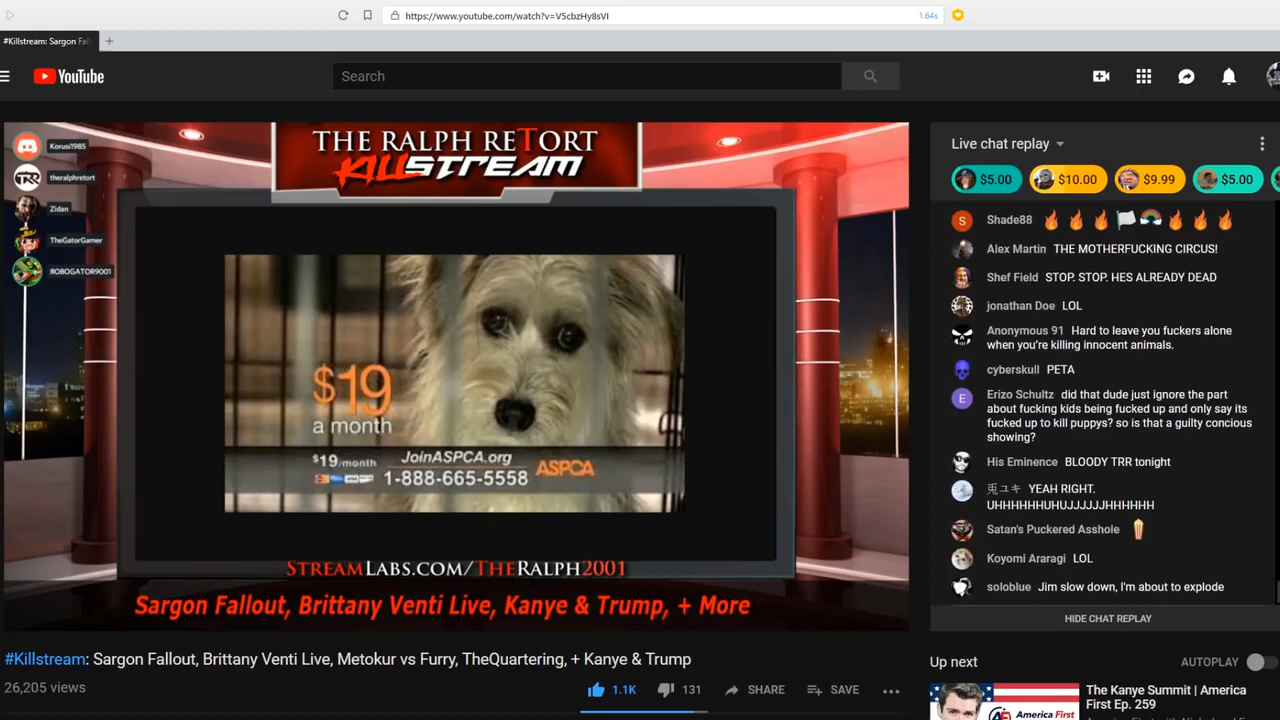 https://www.youtube.com/watch?v=V5cbzHy8sVI
1.64s
#Killstream: Sargon Fall
YouTube
Search
Korusi1985
theralphretort
Zidan
TheGatorGamer
ROBOGATOR9001
TRR
THE RALPH RETORT
KILLSTREAM
$19
a month
$19/month
JoinASPCA.org
1-888-665-5558
ASPCA
STREAMLABS.COM/THERALPH2001
Sargon Fallout, Brittany Venti Live, Kanye & Trump, + More
Live chat replay
$5.00
$10.00
$9.99
$5.00
S
Shade88
Alex Martin THE MOTHERFUCKING CIRCUS!
Shef Field STOP. STOP. HES ALREADY DEAD
jonathan Doe LOL
Anonymous 91 Hard to leave you fuckers alone
when you're killing innocent animals.
cyberskull PETA
E
Erizo Schultz did that dude just ignore the part
about fucking kids being fucked up and only say its
fucked up to kill puppys? so is that a guilty concious
showing?
His Eminence BLOODY TRR tonight
兎ユキ YEAH RIGHT.
UHHHHHUHUJJJJJJHHHHHH
Satan's Puckered Asshole
Koyomi Araragi LOL
soloblue Jim slow down, I'm about to explode
HIDE CHAT REPLAY
#Killstream: Sargon Fallout, Brittany Venti Live, Metokur vs Furry, TheQuartering, + Kanye & Trump
26,205 views
1.1K
131
SHARE
SAVE
Up next
AUTOPLAY
The Kanye Summit | America
First Ep. 259
America First